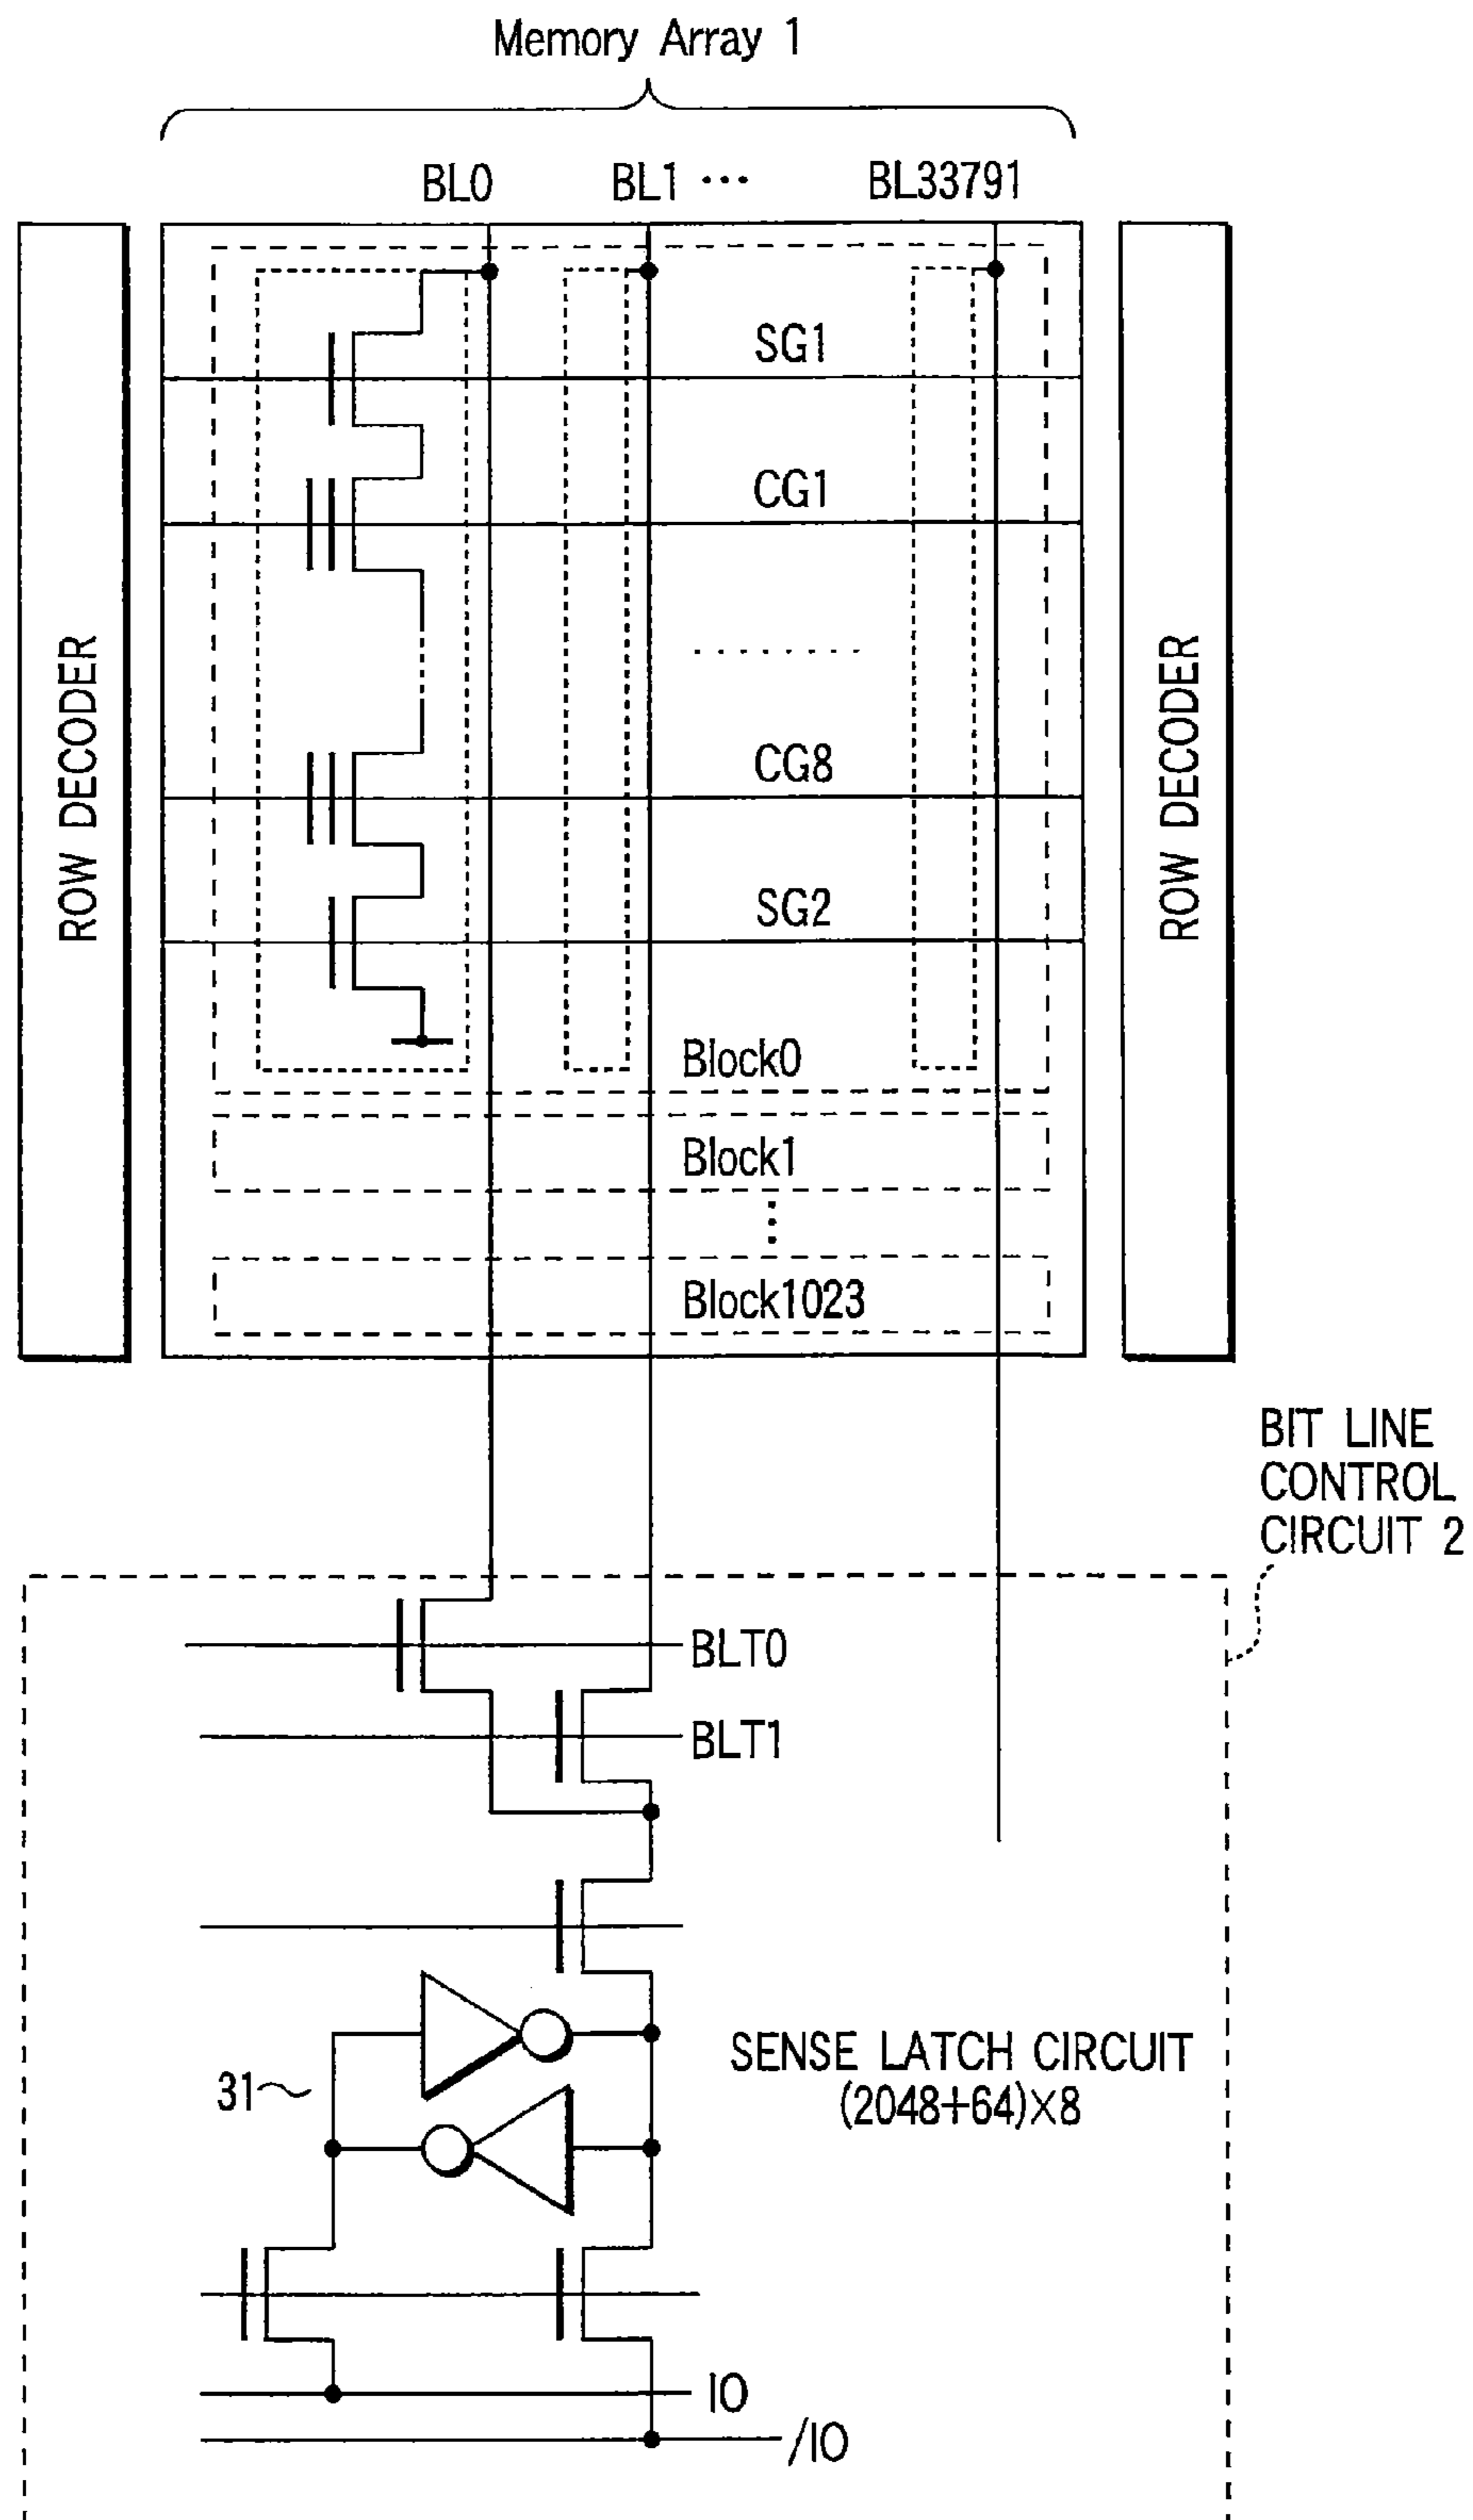 Memory Array 1
BL0 BL1 ··· BL33791
SG1
CG1
ROW DECODER
ROW DECODER
········
CG8
SG2
Block0
Block1
Block1023
BIT LINE
CONTROL
CIRCUIT 2
BLT0
BLT1
SENSE LATCH CIRCUIT
(2048+64)×8
31
IO
/IO